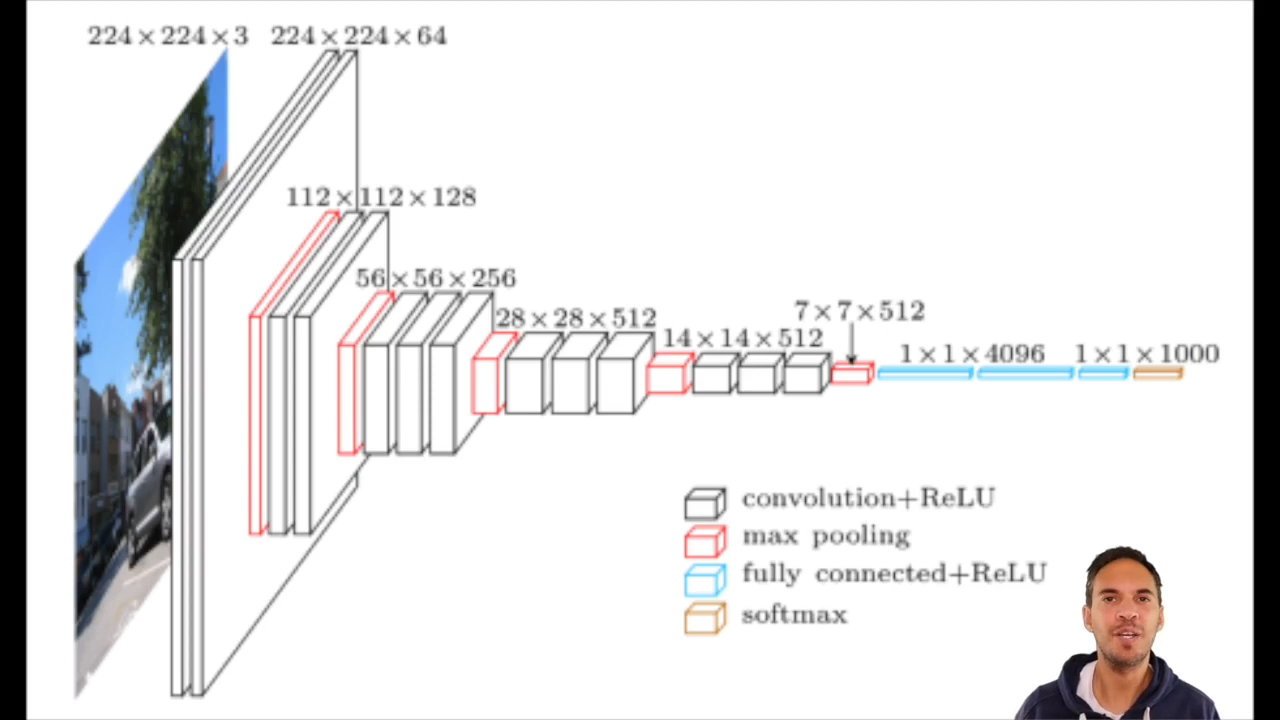 224×224×3 224×224×64
112×112×128
56×56×256
28×28×512
14×14×512
7×7×512
1×1×4096 1×1×1000
convolution+ReLU
max pooling
fully connected+ReLU
softmax